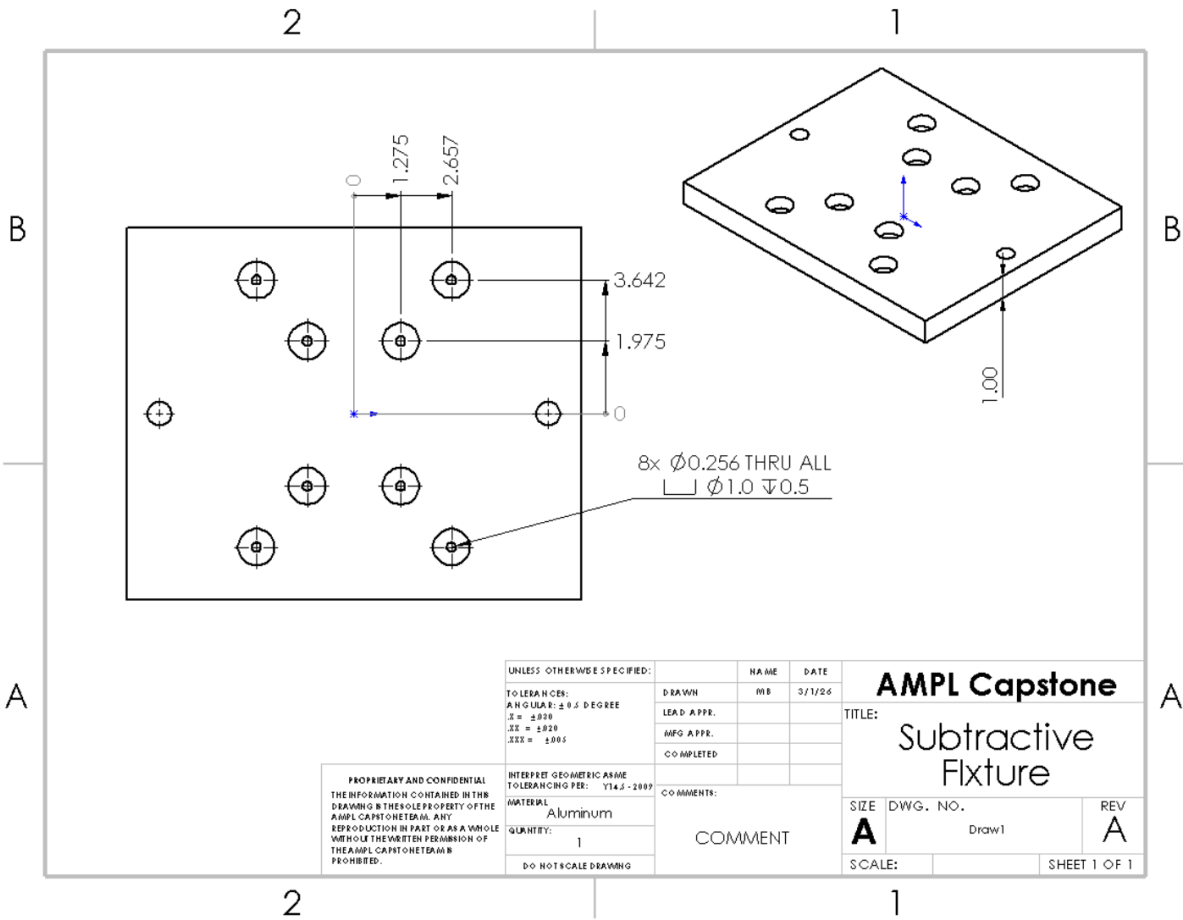 2
1
B
B
0
1.275
2.657
3.642
1.975
0
1.00
8x Ø0.256 THRU ALL
⌴ Ø1.0 ↧0.5
A
A
UNLESS OTHERWISE SPECIFIED:
TOLERANCES:
ANGULAR: ± 0.5 DEGREE
.X = ±.030
.XX = ±.020
.XXX = ±.005
INTERPRET GEOMETRIC ASME
TOLERANCING PER: Y14.5 - 2009
MATERIAL
Aluminum
QUANTITY:
1
DO NOT SCALE DRAWING
NAME DATE
DRAWN MB 3/1/26
LEAD APPR.
MFG APPR.
COMPLETED
COMMENTS:
COMMENT
AMPL Capstone
TITLE:
Subtractive
FIxture
SIZE DWG. NO. REV
A Draw1 A
SCALE: SHEET 1 OF 1
PROPRIETARY AND CONFIDENTIAL
THE INFORMATION CONTAINED IN THIS
DRAWING IS THE SOLE PROPERTY OF THE
AMPL CAPSTONE TEAM. ANY
REPRODUCTION IN PART OR AS A WHOLE
WITHOUT THE WRITTEN PERMISSION OF
THE AMPL CAPSTONE TEAM IS
PROHIBITED.
2
1